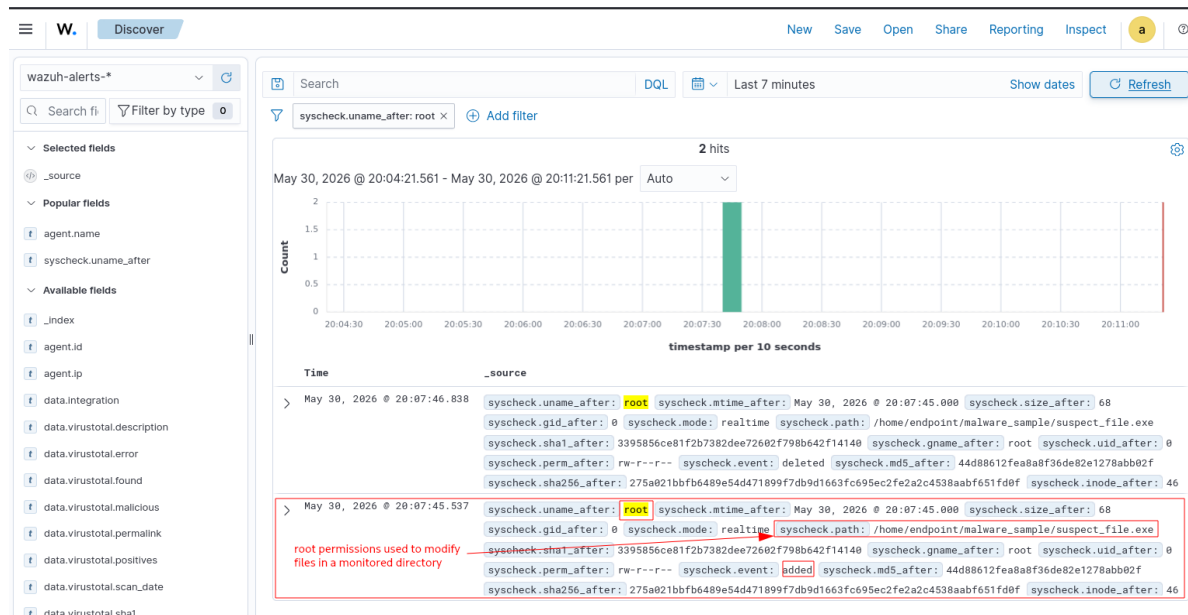 W. Discover New Save Open Share Reporting Inspect a
wazuh-alerts-*
Search DQL Last 7 minutes Show dates Refresh
Search fi Filter by type 0
syscheck.uname_after: root × Add filter
Selected fields
_source
Popular fields
t agent.name
t syscheck.uname_after
Available fields
t _index
t agent.id
t agent.ip
t data.integration
t data.virustotal.description
t data.virustotal.error
t data.virustotal.found
t data.virustotal.malicious
t data.virustotal.permalink
t data.virustotal.positives
t data.virustotal.scan_date
t data.virustotal.sha1
2 hits
May 30, 2026 @ 20:04:21.561 - May 30, 2026 @ 20:11:21.561 per Auto
Count
2
1.5
1
0.5
0
20:04:30 20:05:00 20:05:30 20:06:00 20:06:30 20:07:00 20:07:30 20:08:00 20:08:30 20:09:00 20:09:30 20:10:00 20:10:30 20:11:00
timestamp per 10 seconds
Time _source
May 30, 2026 @ 20:07:46.838 syscheck.uname_after: root syscheck.mtime_after: May 30, 2026 @ 20:07:45.000 syscheck.size_after: 68
syscheck.gid_after: 0 syscheck.mode: realtime syscheck.path: /home/endpoint/malware_sample/suspect_file.exe
syscheck.sha1_after: 3395856ce81f2b7382dee72602f798b642f14140 syscheck.gname_after: root syscheck.uid_after: 0
syscheck.perm_after: rw-r--r-- syscheck.event: deleted syscheck.md5_after: 44d88612fea8a8f36de82e1278abb02f
syscheck.sha256_after: 275a021bbfb6489e54d471899f7db9d1663fc695ec2fe2a2c4538aabf651fd0f syscheck.inode_after: 46
May 30, 2026 @ 20:07:45.537 syscheck.uname_after: root syscheck.mtime_after: May 30, 2026 @ 20:07:45.000 syscheck.size_after: 68
syscheck.gid_after: 0 syscheck.mode: realtime syscheck.path: /home/endpoint/malware_sample/suspect_file.exe
root permissions used to modify
files in a monitored directory
syscheck.sha1_after: 3395856ce81f2b7382dee72602f798b642f14140 syscheck.gname_after: root syscheck.uid_after: 0
syscheck.perm_after: rw-r--r-- syscheck.event: added syscheck.md5_after: 44d88612fea8a8f36de82e1278abb02f
syscheck.sha256_after: 275a021bbfb6489e54d471899f7db9d1663fc695ec2fe2a2c4538aabf651fd0f syscheck.inode_after: 46